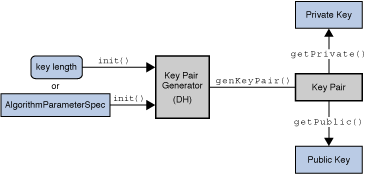 Private Key
getPrivate()
key length
init()
or
AlgorithmParameterSpec
init()
Key Pair
Generator
(DH)
genKeyPair()
Key Pair
getPublic()
Public Key